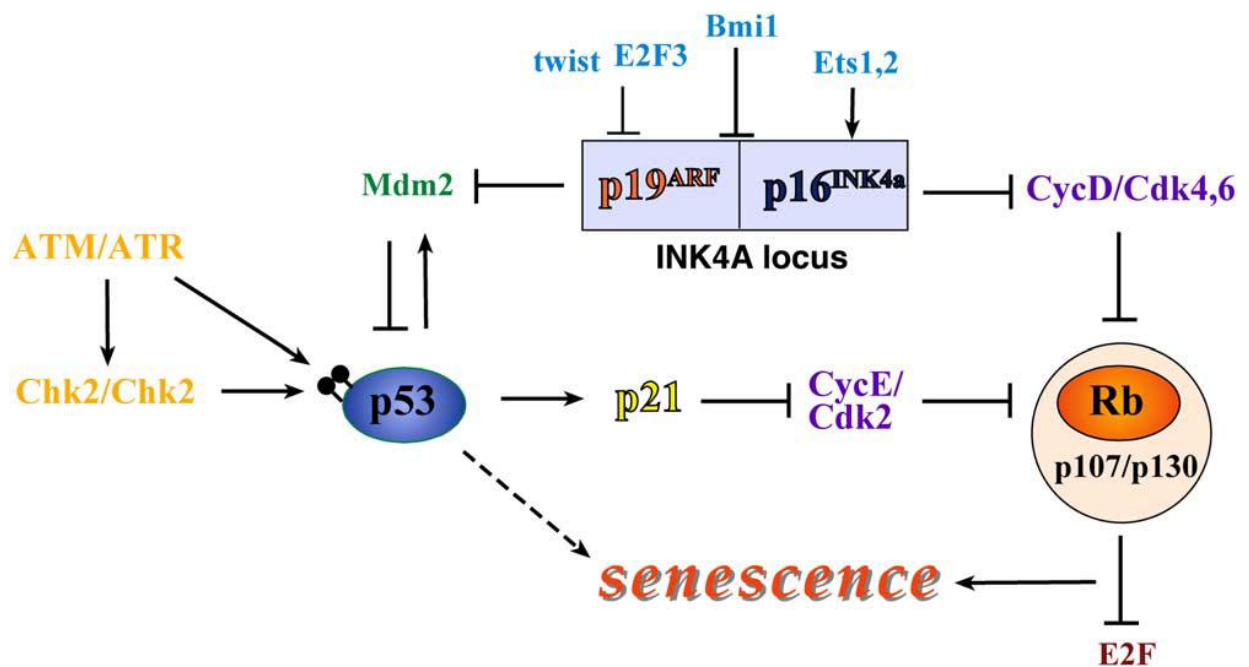 Bmi1
twist E2F3
Ets1,2
Mdm2
p19ARF
p16INK4a
CycD/Cdk4,6
INK4A locus
ATM/ATR
Chk2/Chk2
p53
p21
CycE/
Cdk2
Rb
p107/p130
senescence
E2F